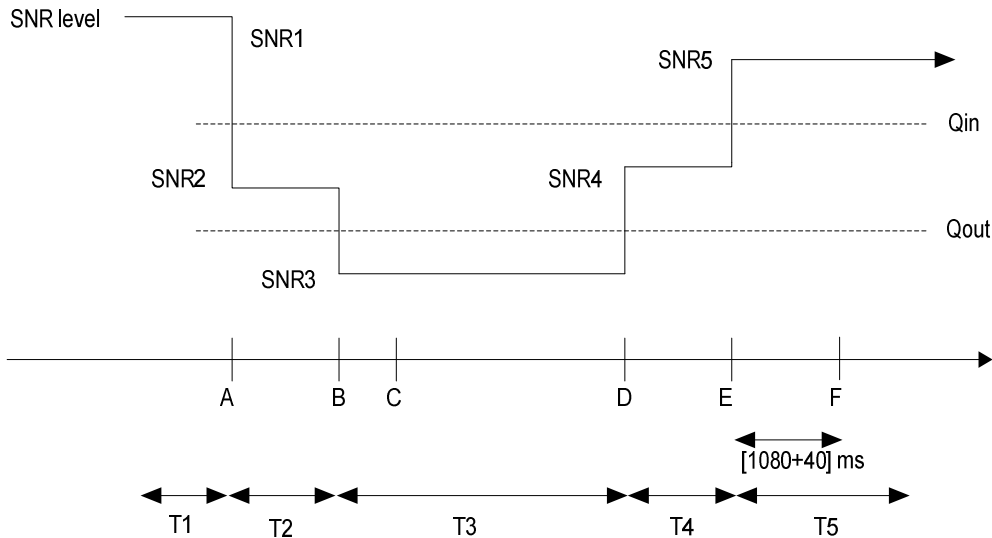 SNR level
SNR1
SNR5
Qin
SNR2
SNR4
Qout
SNR3
A
B
C
D
E
F
[1080+40] ms
T1
T2
T3
T4
T5